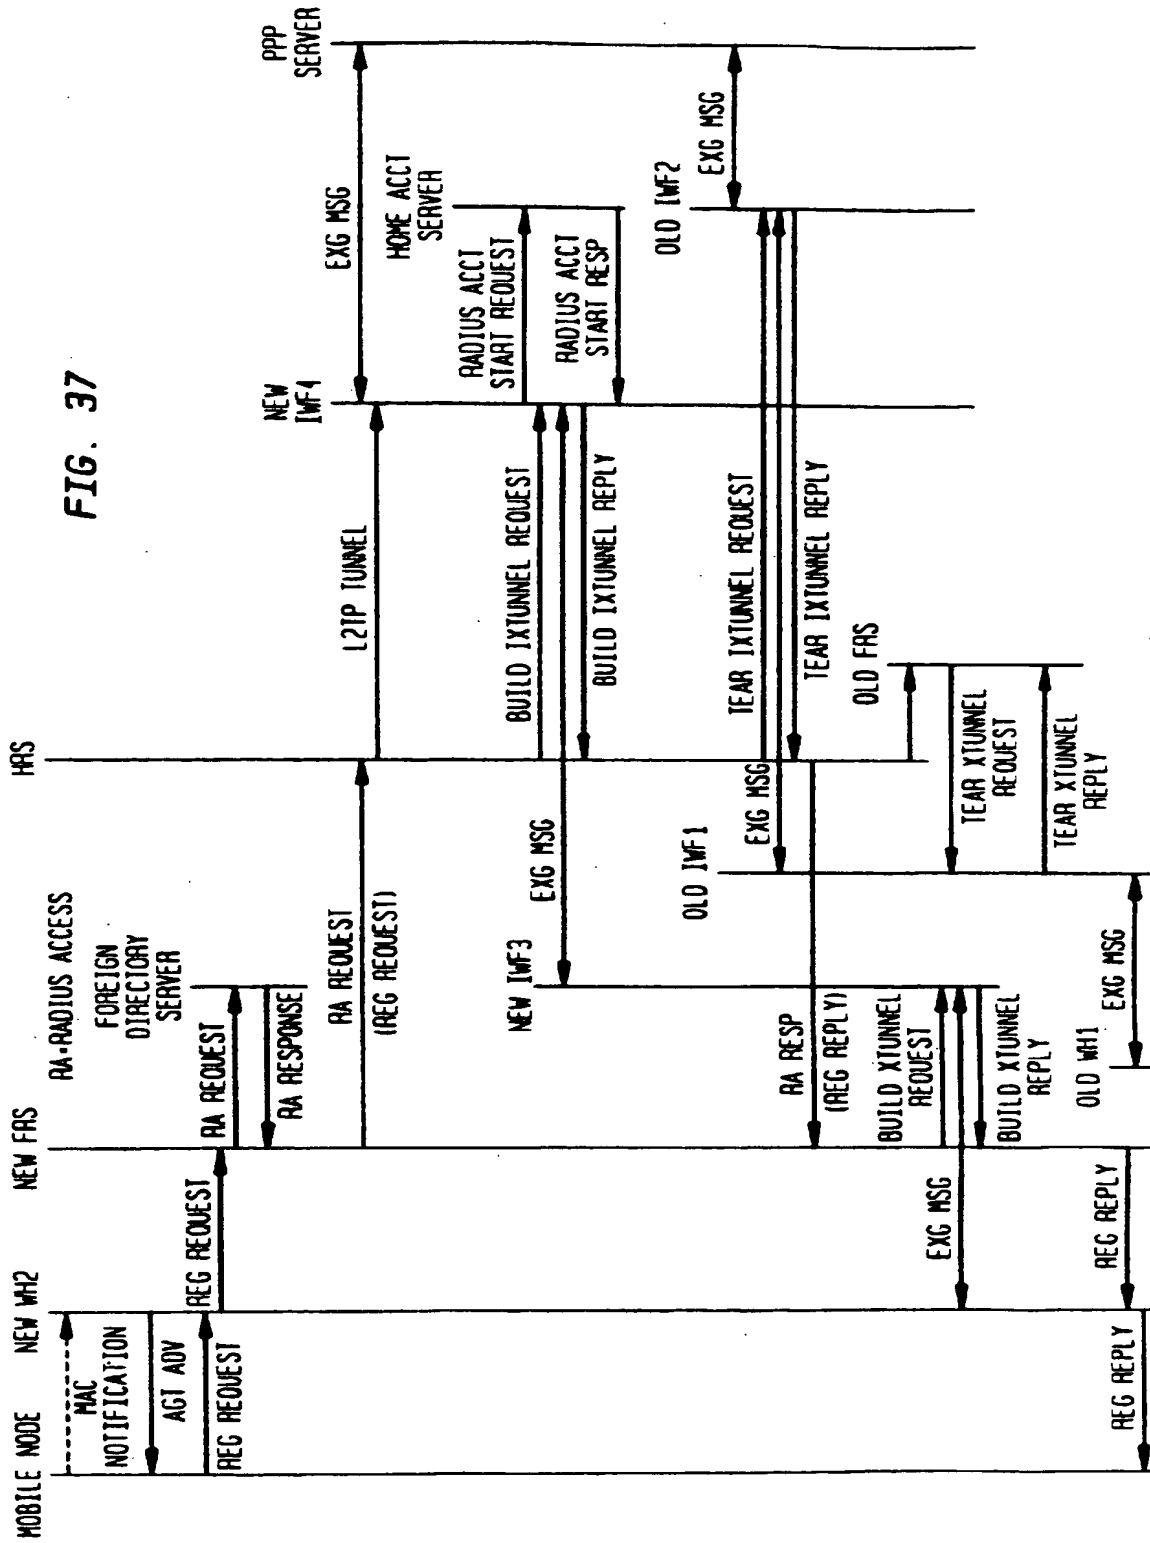 FIG. 37
MOBILE NODE
NEW WH2
NEW FRS
RA=RADIUS ACCESS
HRS
NEW
IWF4
PPP
SERVER
MAC
NOTIFICATION
AGT ADV
REG REQUEST
REG REQUEST
FOREIGN
DIRECTORY
SERVER
RA REQUEST
RA RESPONSE
RA REQUEST
(REG REQUEST)
L2TP TUNNEL
EXG MSG
HOME ACCT
SERVER
RADIUS ACCT
START REQUEST
RADIUS ACCT
START RESP
BUILD IXTUNNEL REQUEST
EXG MSG
BUILD IXTUNNEL REPLY
NEW IWF3
OLD IWF2
EXG MSG
TEAR IXTUNNEL REQUEST
EXG MSG
TEAR IXTUNNEL REPLY
OLD IWF1
RA RESP
(REG REPLY)
OLD FRS
BUILD XTUNNEL
REQUEST
EXG MSG
BUILD XTUNNEL
REPLY
TEAR XTUNNEL
REQUEST
TEAR XTUNNEL
REPLY
OLD WH1
EXG MSG
REG REPLY
REG REPLY